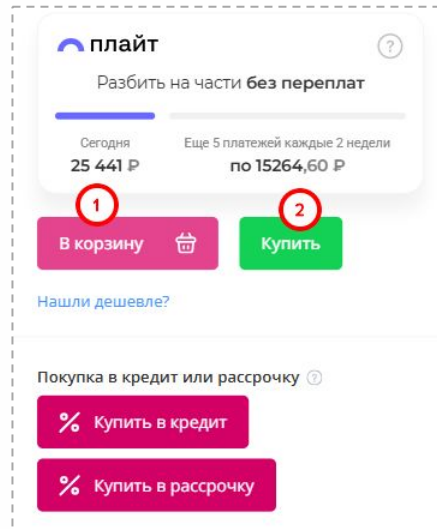 плайт ?
Разбить на части без переплат
Сегодня Еще 5 платежей каждые 2 недели
25 441 ₽ по 15264,60 ₽
1 2
В корзину Купить
Нашли дешевле?
Покупка в кредит или рассрочку ?
% Купить в кредит
% Купить в рассрочку